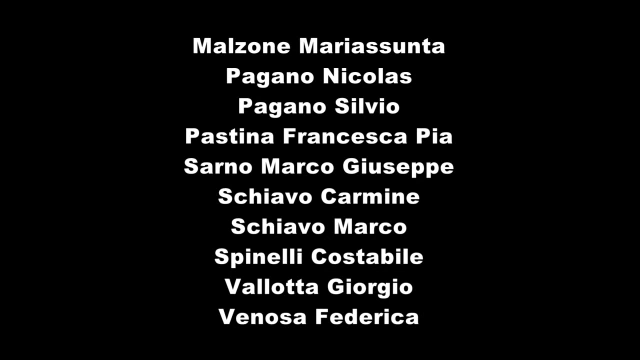 Malzone Mariassunta
Pagano Nicolas
Pagano Silvio
Pastina Francesca Pia
Sarno Marco Giuseppe
Schiavo Carmine
Schiavo Marco
Spinelli Costabile
Vallotta Giorgio
Venosa Federica